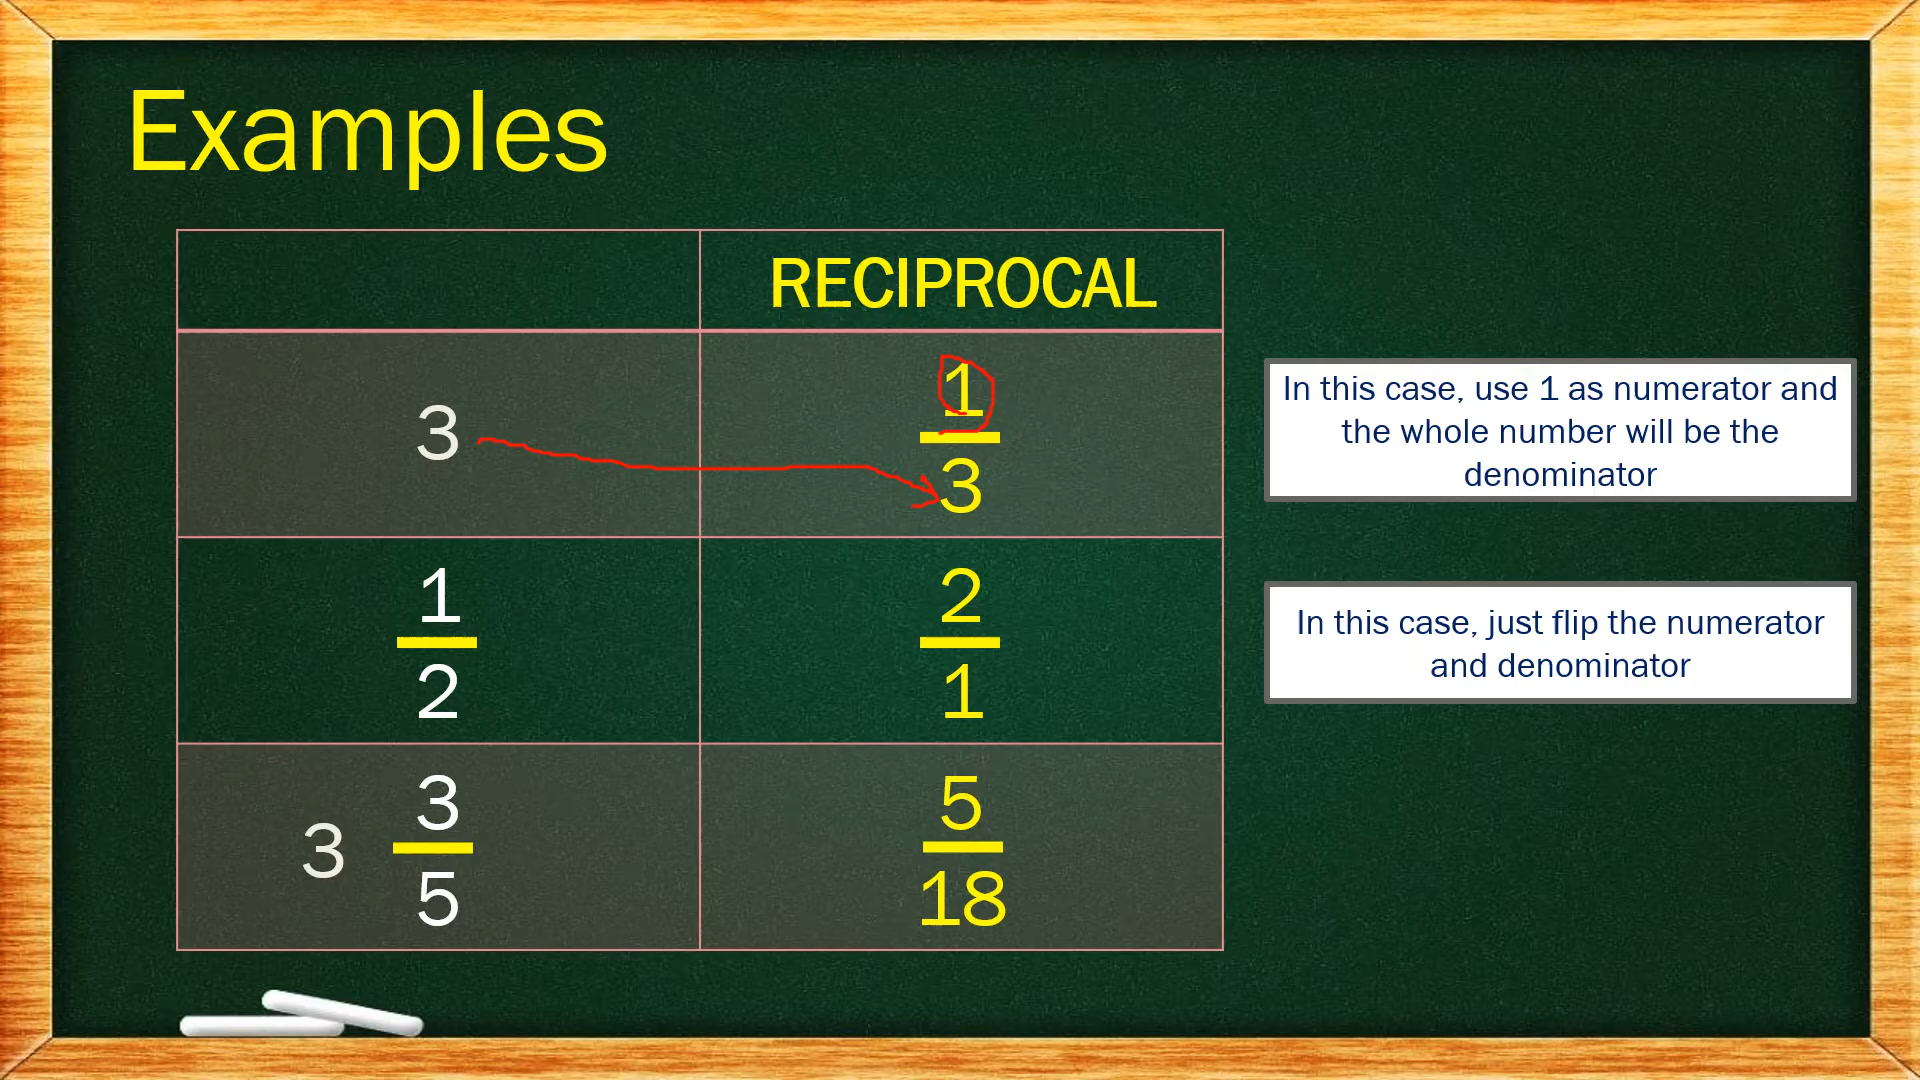 Examples
RECIPROCAL
3
1
3
In this case, use 1 as numerator and
the whole number will be the
denominator
1
2
2
1
In this case, just flip the numerator
and denominator
3 3
5
5
18